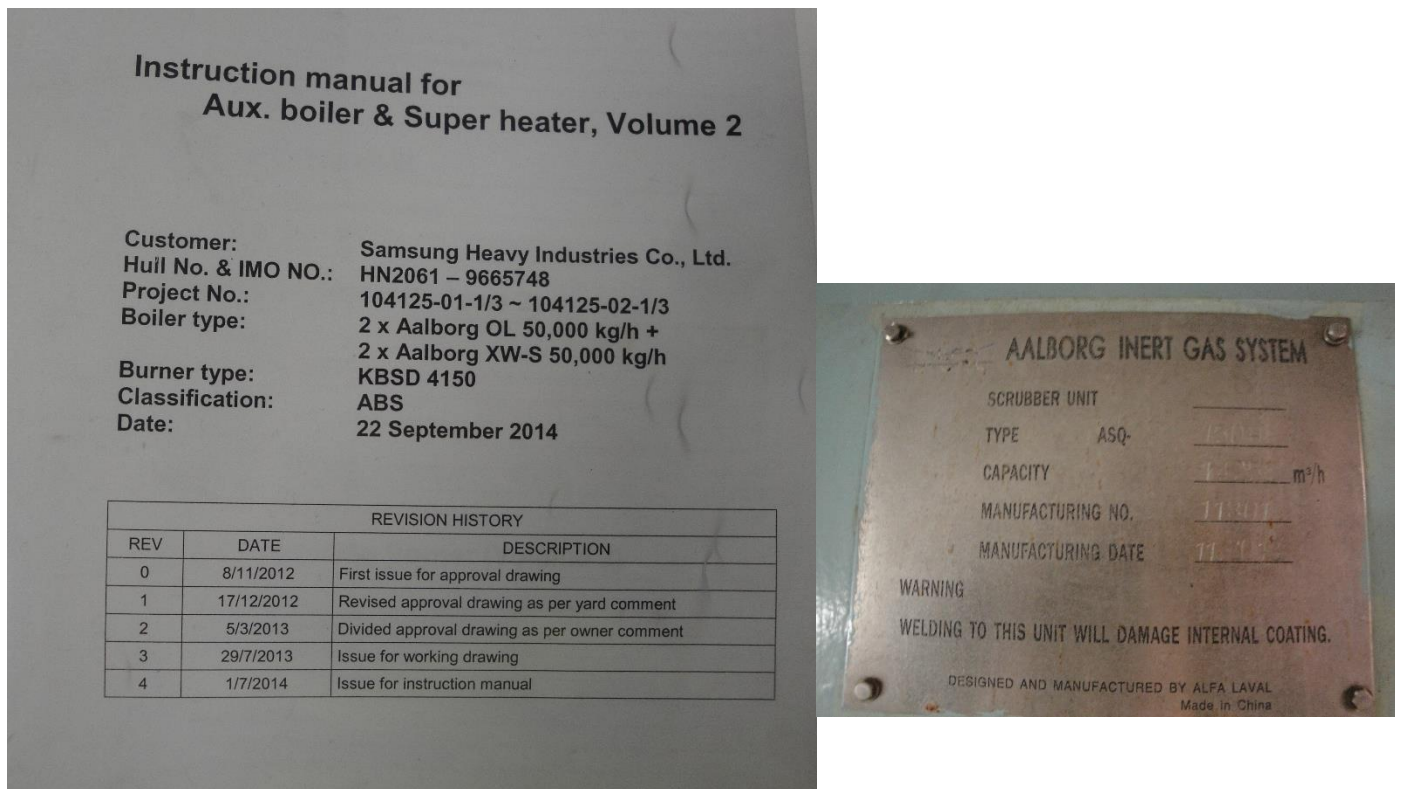 Instruction manual for
Aux. boiler & Super heater, Volume 2
Customer: Samsung Heavy Industries Co., Ltd.
Hull No. & IMO NO.: HN2061 – 9665748
Project No.: 104125-01-1/3 ~ 104125-02-1/3
Boiler type: 2 x Aalborg OL 50,000 kg/h +
2 x Aalborg XW-S 50,000 kg/h
Burner type: KBSD 4150
Classification: ABS
Date: 22 September 2014
REVISION HISTORY
REV DATE DESCRIPTION
0 8/11/2012 First issue for approval drawing
1 17/12/2012 Revised approval drawing as per yard comment
2 5/3/2013 Divided approval drawing as per owner comment
3 29/7/2013 Issue for working drawing
4 1/7/2014 Issue for instruction manual
AALBORG INERT GAS SYSTEM
SCRUBBER UNIT
TYPE ASQ-
CAPACITY m³/h
MANUFACTURING NO.
MANUFACTURING DATE
WARNING
WELDING TO THIS UNIT WILL DAMAGE INTERNAL COATING.
DESIGNED AND MANUFACTURED BY ALFA LAVAL
Made in China